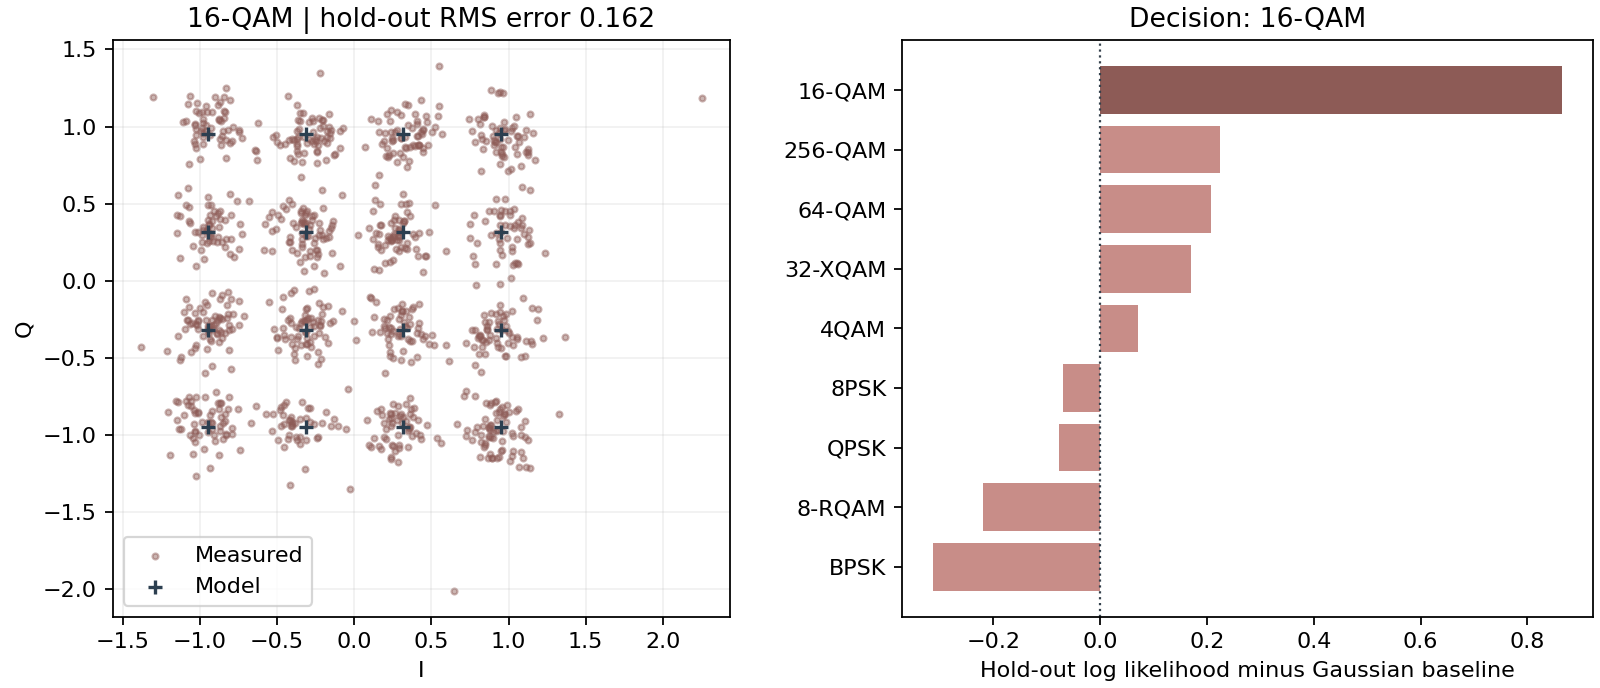 16-QAM | hold-out RMS error 0.162
1.5
1.0
0.5
0.0
−0.5
−1.0
−1.5
−2.0
Q
Measured
Model
−1.5 −1.0 −0.5 0.0 0.5 1.0 1.5 2.0
I
Decision: 16-QAM
16-QAM
256-QAM
64-QAM
32-XQAM
4QAM
8PSK
QPSK
8-RQAM
BPSK
−0.2 0.0 0.2 0.4 0.6 0.8
Hold-out log likelihood minus Gaussian baseline